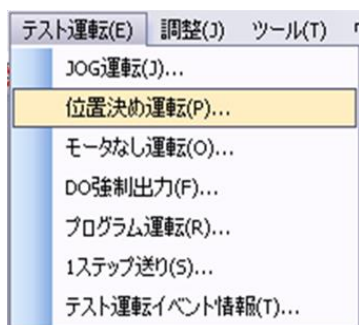 テスト運転(E) 調整(J) ツール(T)
JOG運転(J)...
位置決め運転(P)...
モータなし運転(O)...
DO強制出力(F)...
プログラム運転(R)...
1ステップ送り(S)...
テスト運転イベント情報(T)...